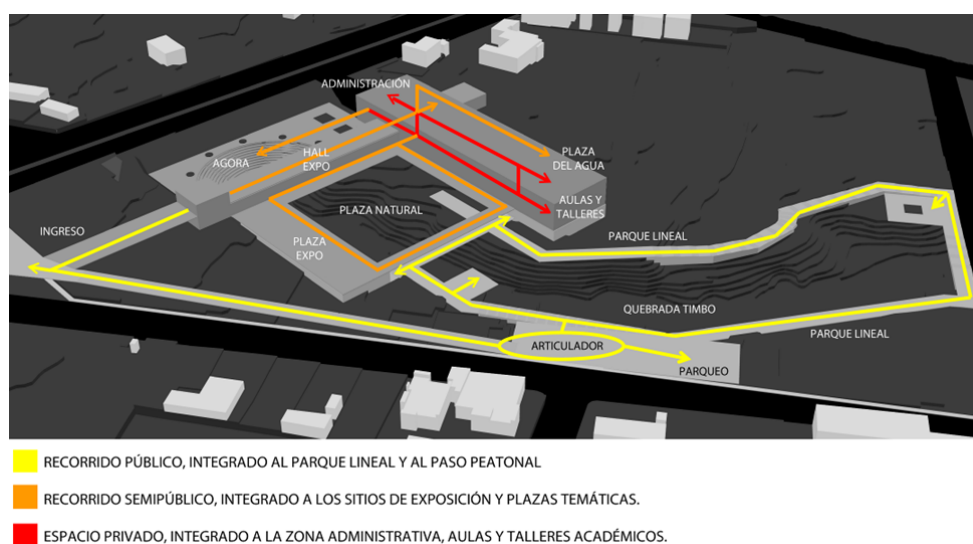 ADMINISTRACIÓN
AGORA
HALL
EXPO
PLAZA
DEL AGUA
AULAS Y
TALLERES
PLAZA NATURAL
INGRESO
PLAZA
EXPO
PARQUE LINEAL
QUEBRADA TIMBO
PARQUE LINEAL
ARTICULADOR
PARQUEO
RECORRIDO PÚBLICO, INTEGRADO AL PARQUE LINEAL Y AL PASO PEATONAL
RECORRIDO SEMIPÚBLICO, INTEGRADO A LOS SITIOS DE EXPOSICIÓN Y PLAZAS TEMÁTICAS.
ESPACIO PRIVADO, INTEGRADO A LA ZONA ADMINISTRATIVA, AULAS Y TALLERES ACADÉMICOS.